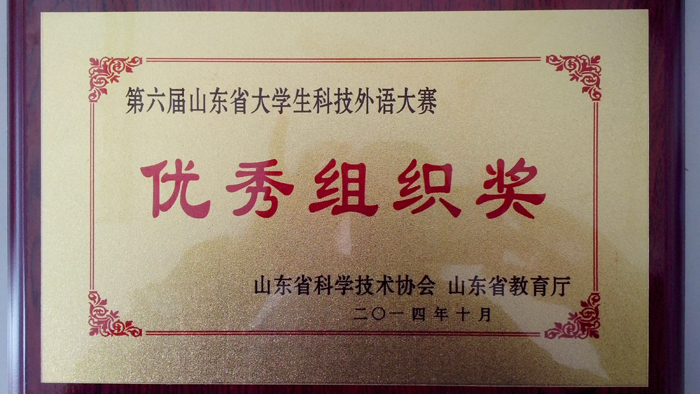 第六届山东省大学生科技外语大赛
优秀组织奖
山东省科学技术协会 山东省教育厅
二〇一四年十月